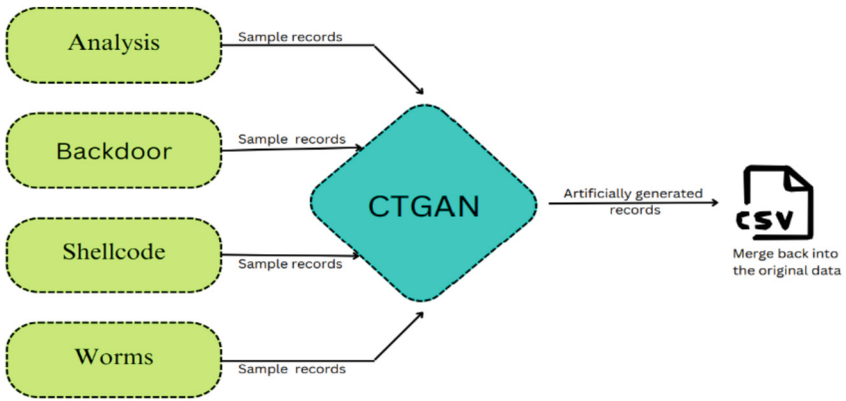 Analysis
Sample records
Backdoor
Sample records
CTGAN
Artificially generated
records
CSV
Merge back into
the original data
Shellcode
Sample records
Worms
Sample records